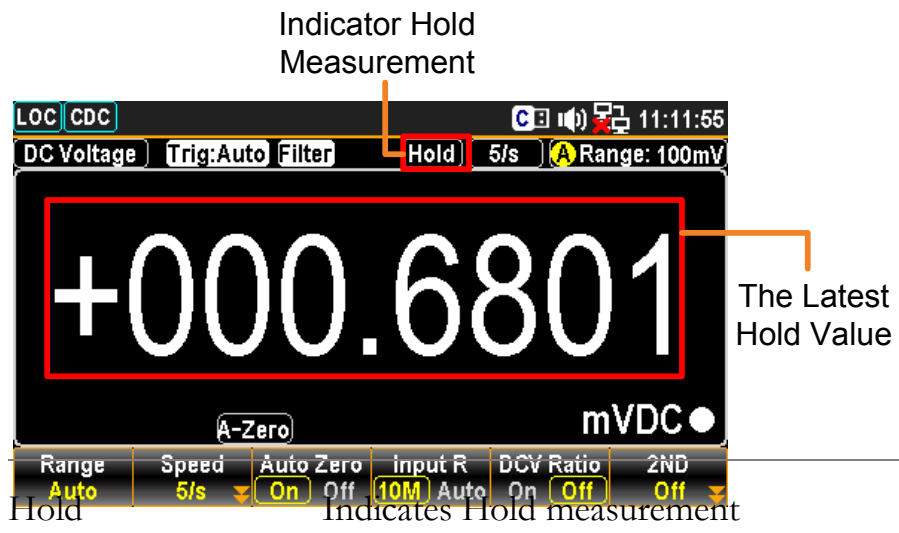 Indicator Hold
Measurement
LOC CDC C 11:11:55
DC Voltage Trig:Auto Filter Hold 5/s A Range: 100mV
+000.6801
The Latest
Hold Value
A-Zero mVDC
Range Speed Auto Zero Input R DCV Ratio 2ND
Auto 5/s On Off 10M Auto On Off Off
Hold Indicates Hold measurement